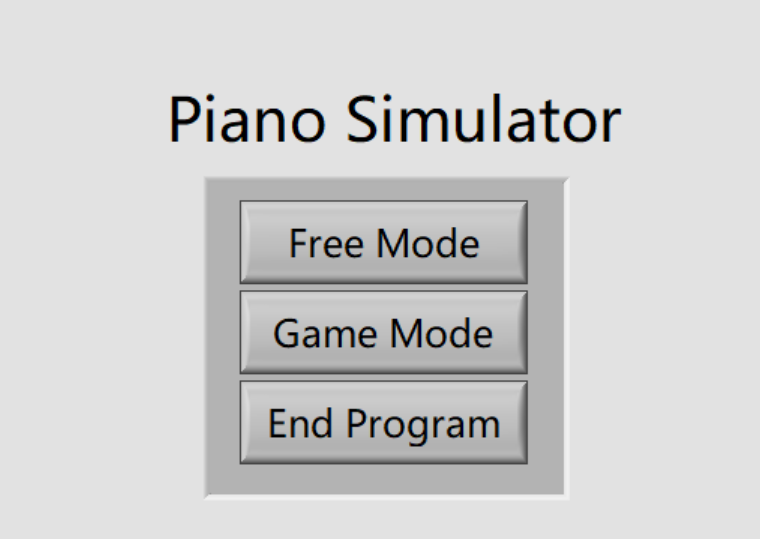 Piano Simulator
Free Mode
Game Mode
End Program